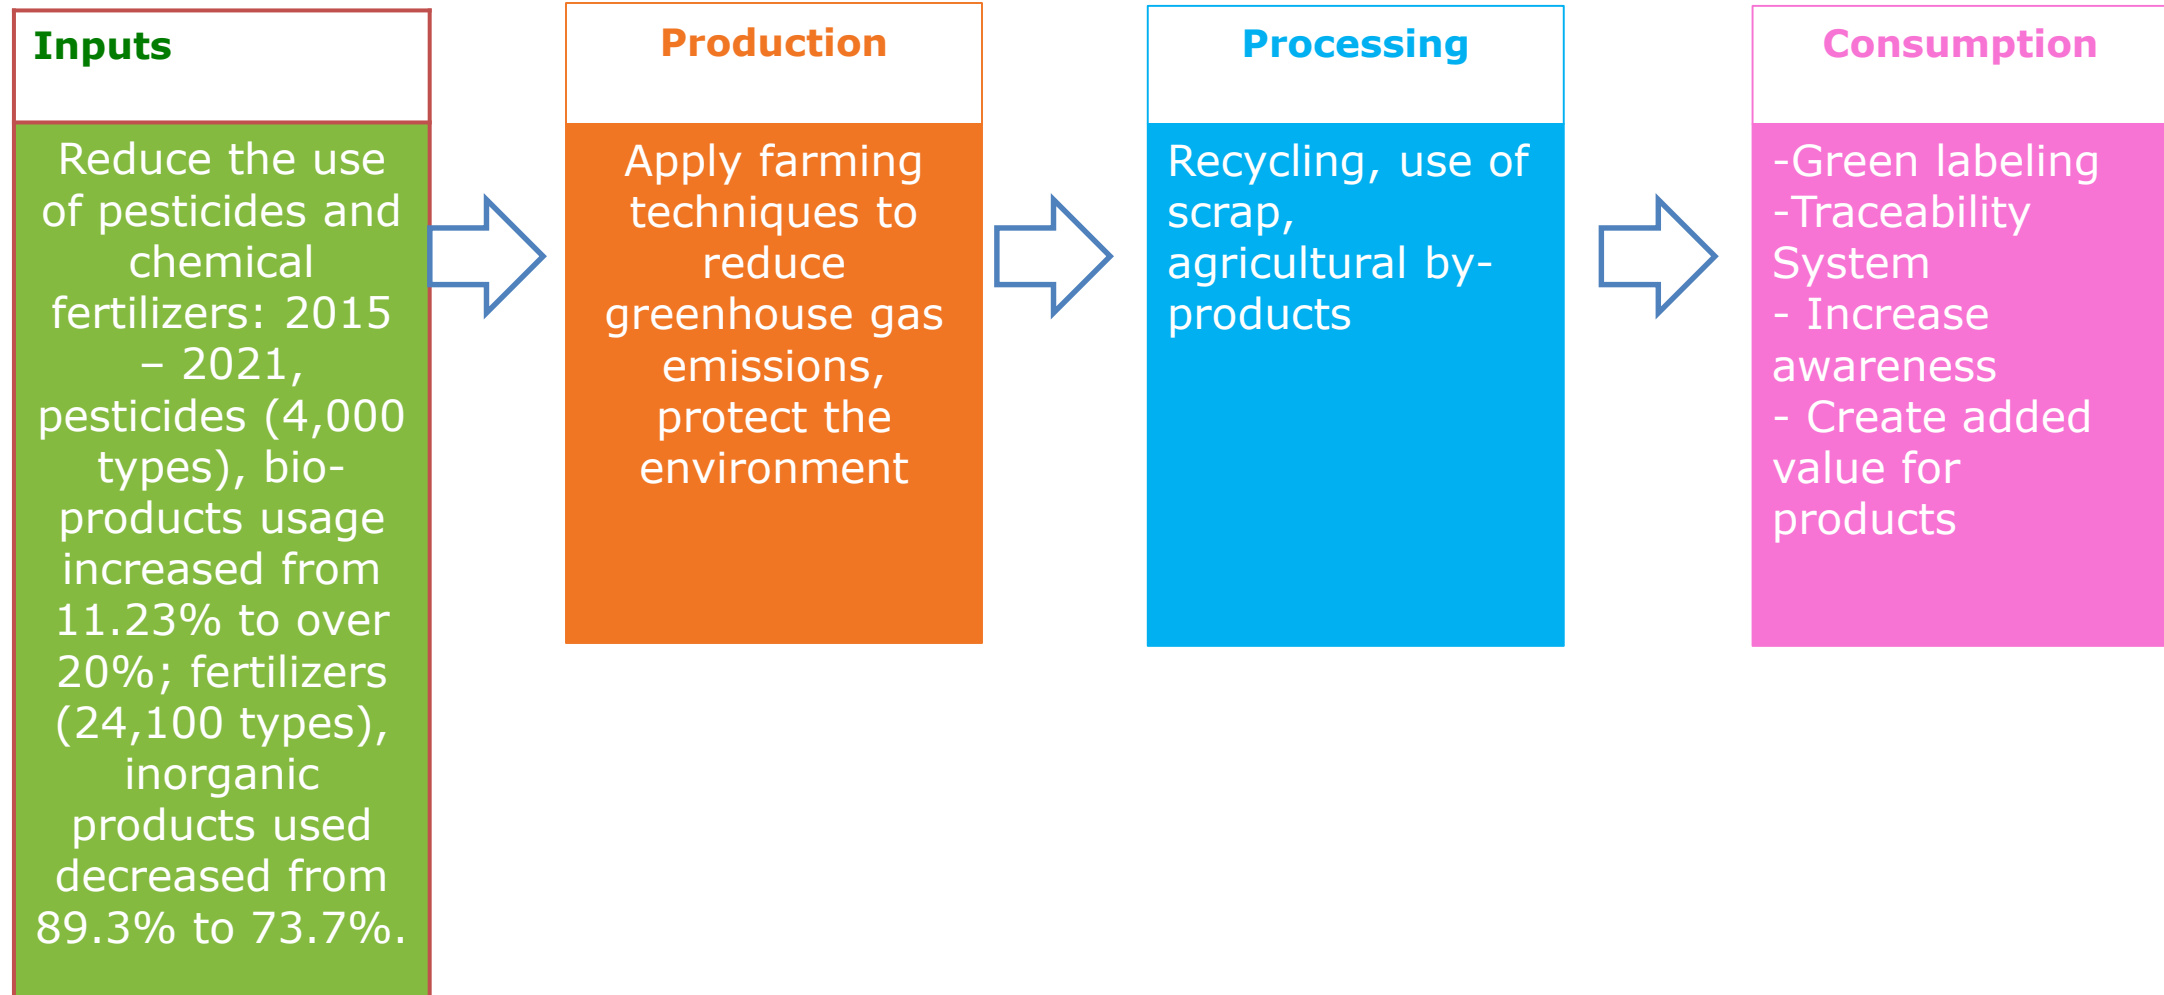 Inputs
Reduce the use
of pesticides and
chemical
fertilizers: 2015
– 2021,
pesticides (4,000
types), bio-
products usage
increased from
11.23% to over
20%; fertilizers
(24,100 types),
inorganic
products used
decreased from
89.3% to 73.7%.
Production
Apply farming
techniques to
reduce
greenhouse gas
emissions,
protect the
environment
Processing
Recycling, use of
scrap,
agricultural by-
products
Consumption
-Green labeling
-Traceability
System
- Increase
awareness
- Create added
value for
products